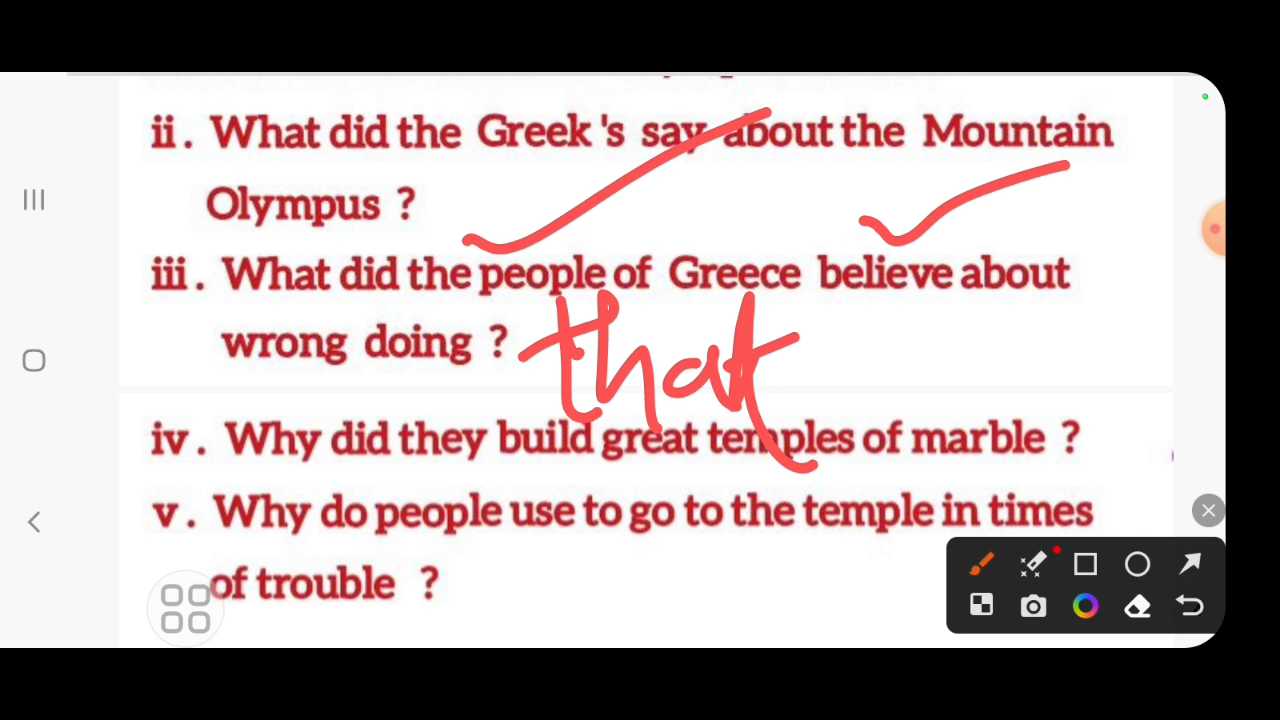 ii. What did the Greek 's say about the Mountain
Olympus ?
iii. What did the people of Greece believe about
wrong doing ?
that
iv. Why did they build great temples of marble ?
v. Why do people use to go to the temple in times
of trouble ?